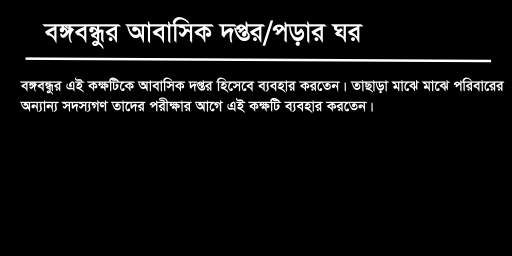 বঙ্গবন্ধুর আবাসিক দপ্তর/পড়ার ঘর
বঙ্গবন্ধুর এই কক্ষটিকে আবাসিক দপ্তর হিসেবে ব্যবহার করতেন। তাছাড়া মাঝে মাঝে পরিবারের
অন্যান্য সদস্যগণ তাদের পরীক্ষার আগে এই কক্ষটি ব্যবহার করতেন।